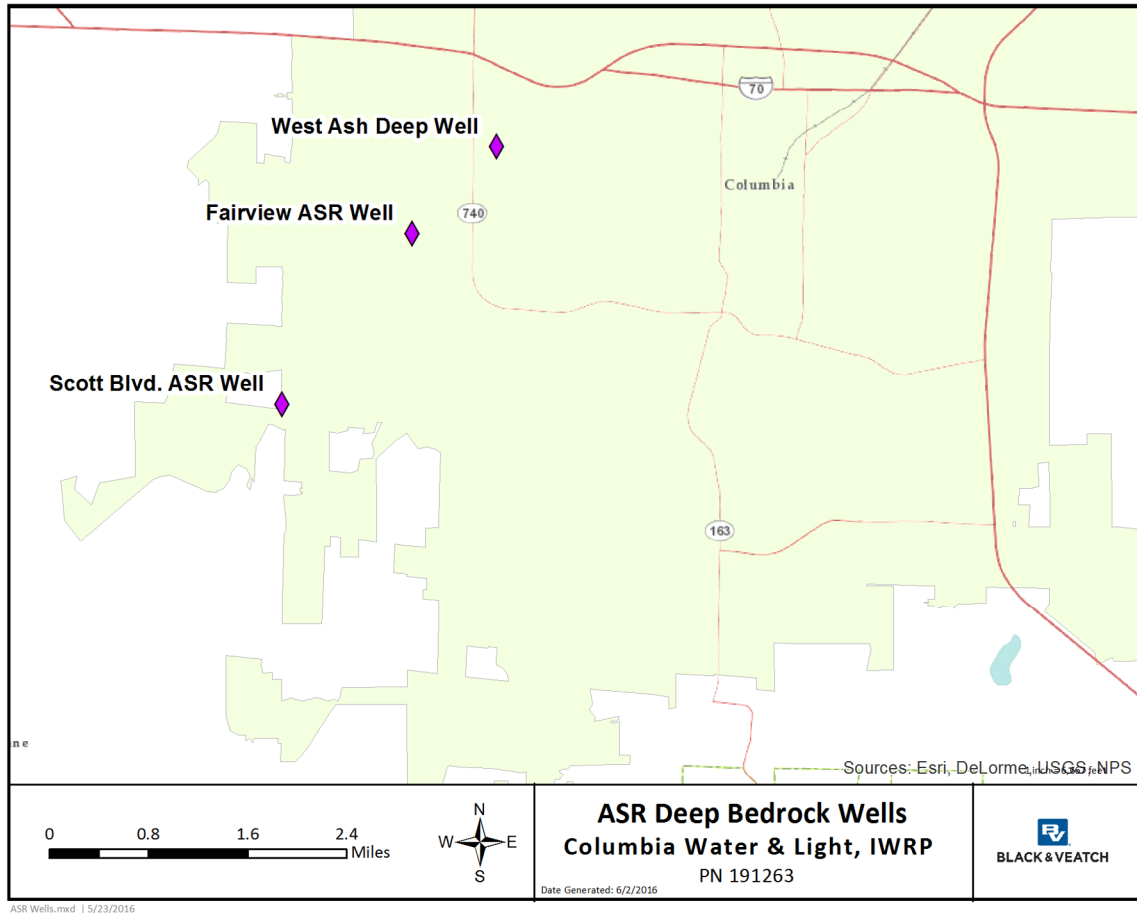 70
West Ash Deep Well
Columbia
Fairview ASR Well
740
Scott Blvd. ASR Well
163
ne
Sources: Esri, DeLorme, USGS, NPS
0 0.8 1.6 2.4
Miles
N
W E
S
ASR Deep Bedrock Wells
Columbia Water & Light, IWRP
PN 191263
Date Generated: 6/2/2016
BV
BLACK & VEATCH
ASR Wells.mxd | 5/23/2016